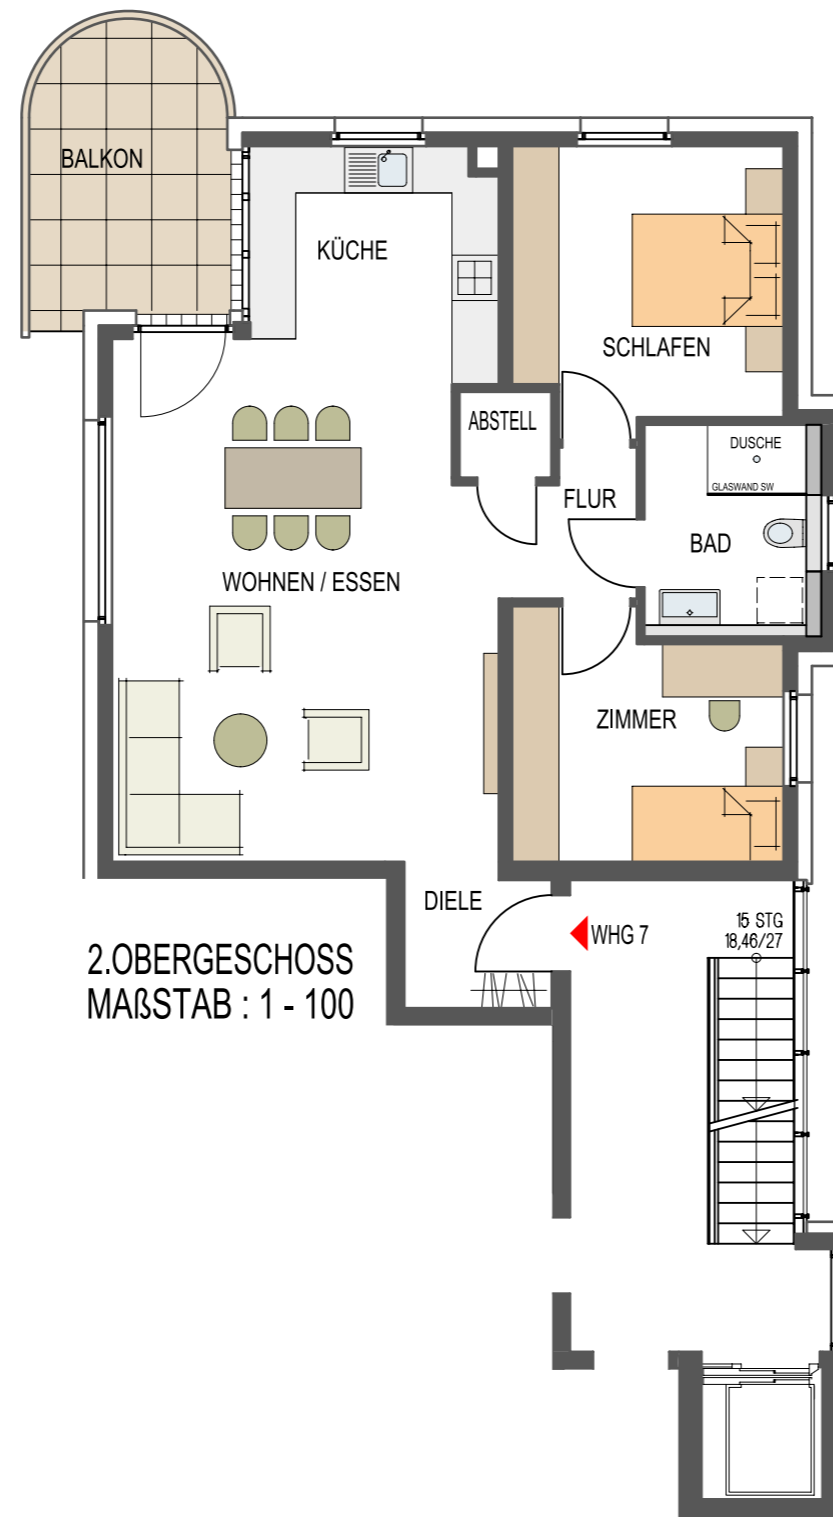 BALKON
KÜCHE
SCHLAFEN
ABSTELL
DUSCHE
GLASWAND SW
FLUR
BAD
WOHNEN / ESSEN
ZIMMER
DIELE
WHG 7
15 STG
18,46/27
2.OBERGESCHOSS
MAßSTAB : 1 - 100